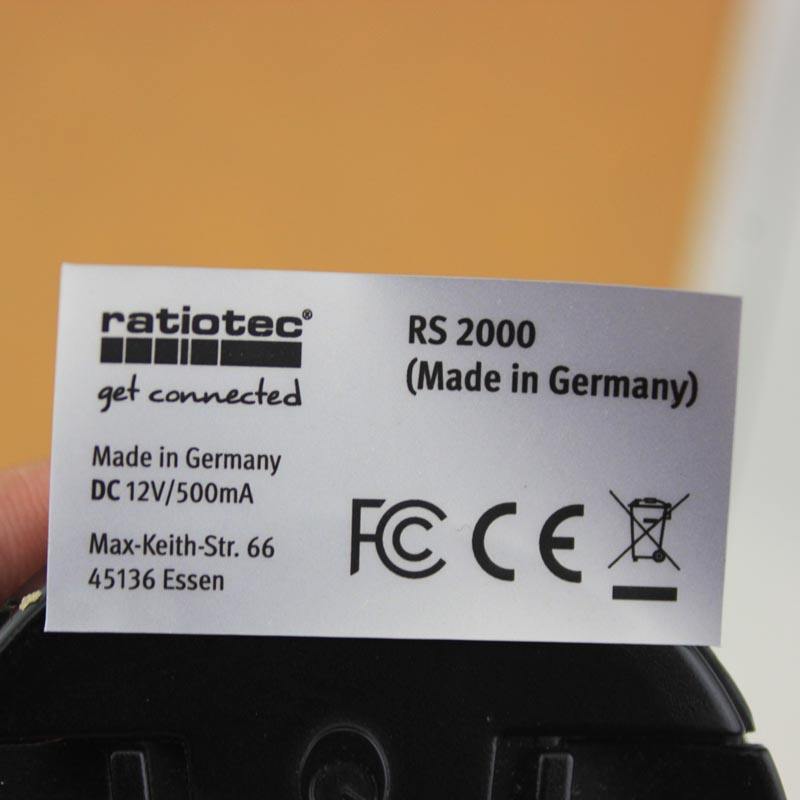 ratiotec®
get connected
RS 2000
(Made in Germany)
Made in Germany
DC 12V/500mA
Max-Keith-Str. 66
45136 Essen
FCC CE